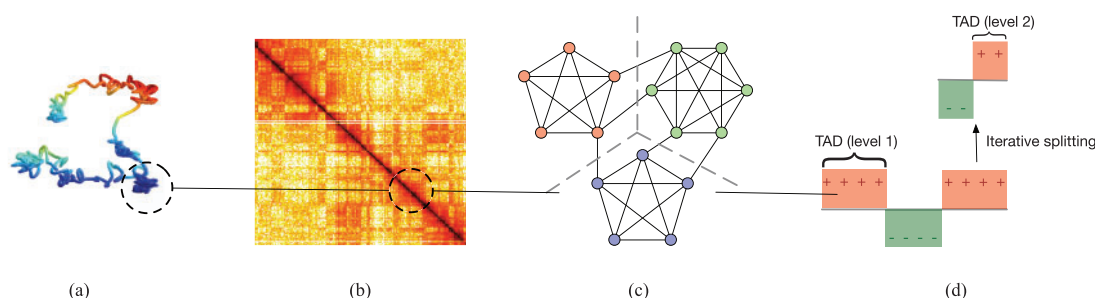 TAD (level 2)
+ +
- -
TAD (level 1)
Iterative splitting
+ + + + + + + +
- - - -
(a) (b) (c) (d)